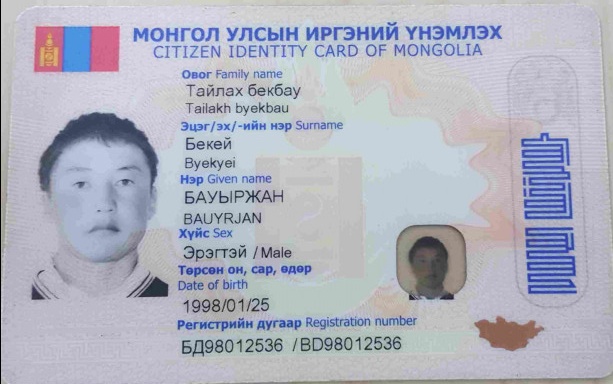 МОНГОЛ УЛСЫН ИРГЭНИЙ ҮНЭМЛЭХ
CITIZEN IDENTITY CARD OF MONGOLIA
Овог Family name
Тайлах бекбау
Tailakh byekbau
Эцэг/эх/-ийн нэр Surname
Бекей
Byekyei
Нэр Given name
БАУЫРЖАН
BAUYRJAN
Хүйс Sex
Эрэгтэй / Male
Төрсөн он, сар, өдөр
Date of birth
1998/01/25
Регистрийн дугаар Registration number
БД98012536 /BD98012536